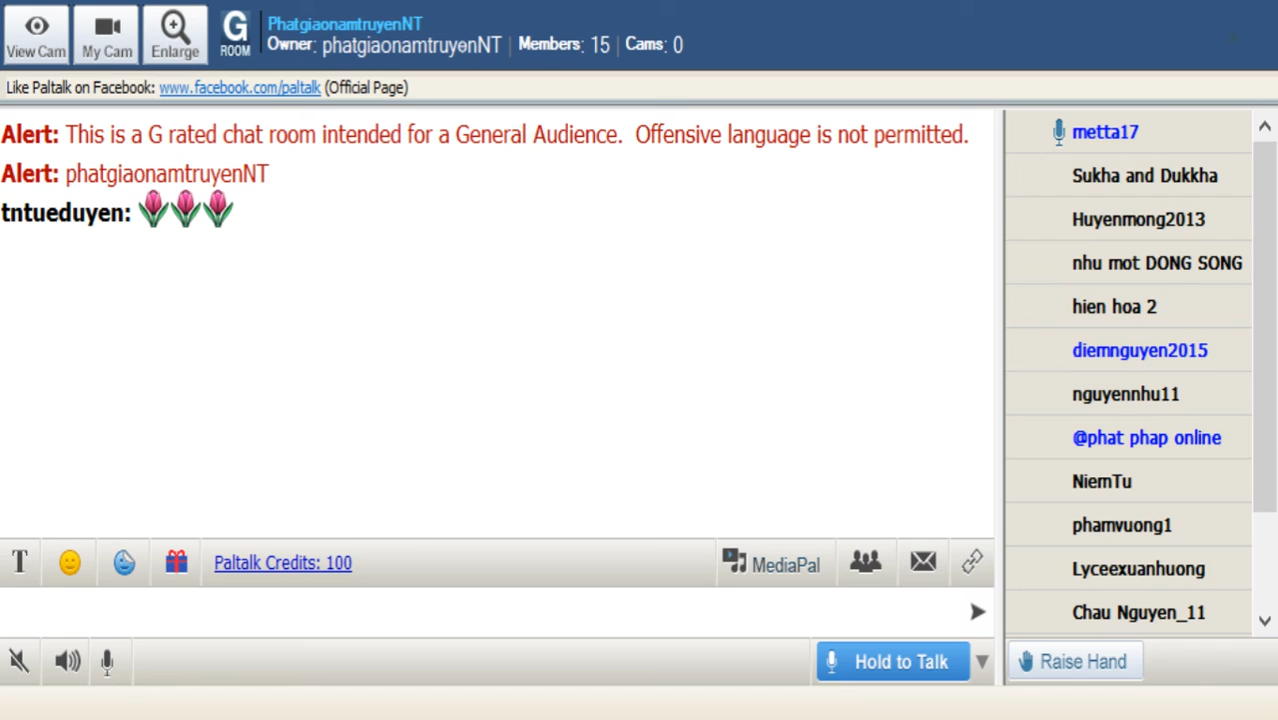 View Cam
My Cam
Enlarge
G
ROOM
PhatgiaonamtruyenNT
Owner: phatgiaonamtruyenNT | Members: 15 | Cams: 0
Like Paltalk on Facebook: www.facebook.com/paltalk (Official Page)
Alert: This is a G rated chat room intended for a General Audience. Offensive language is not permitted.
Alert: phatgiaonamtruyenNT
tntueduyen:
metta17
Sukha and Dukkha
Huyenmong2013
nhu mot DONG SONG
hien hoa 2
diemnguyen2015
nguyennhu11
@phat phap online
NiemTu
phamvuong1
Lyceexuanhuong
Chau Nguyen_11
T
Paltalk Credits: 100
MediaPal
Hold to Talk
Raise Hand